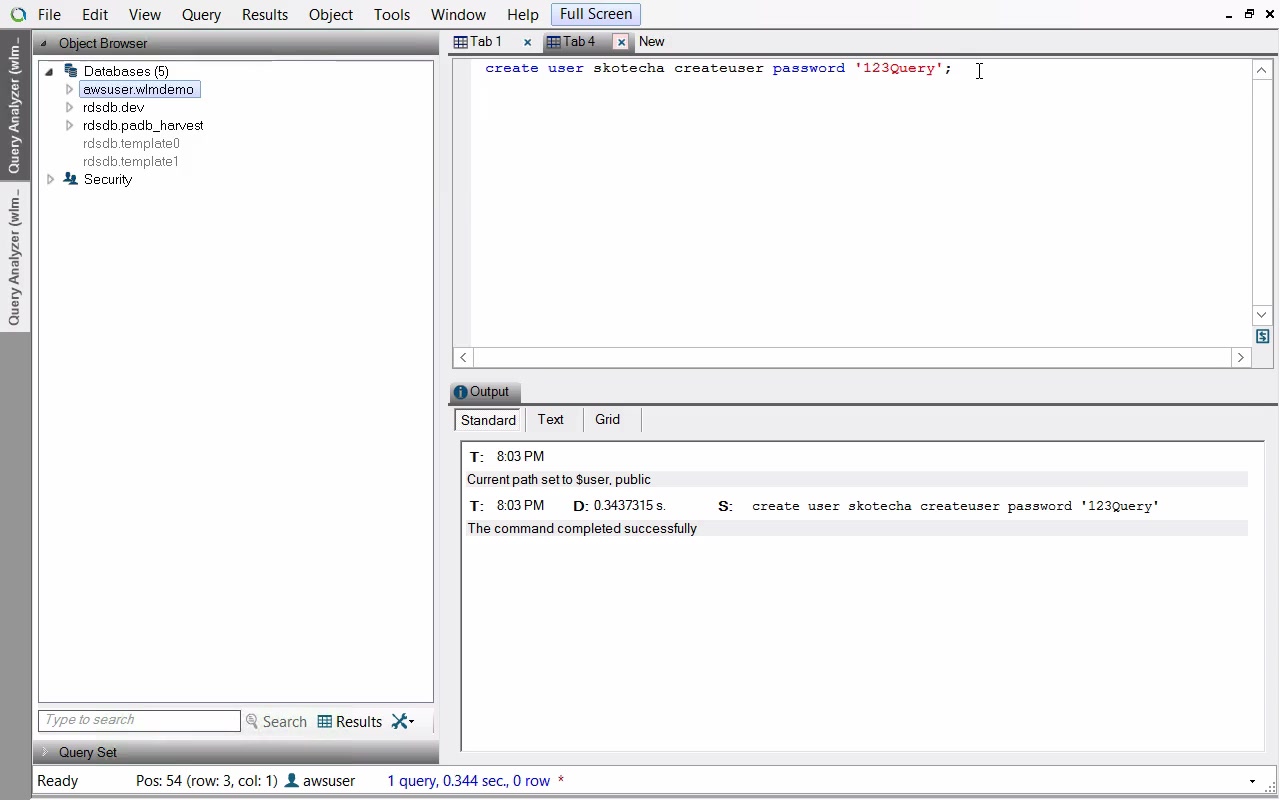 File Edit View Query Results Object Tools Window Help Full Screen
Query Analyzer (wlm...
Query Analyzer (wlm...
Object Browser
Databases (5)
awsuser.wlmdemo
rdsdb.dev
rdsdb.padb_harvest
rdsdb.template0
rdsdb.template1
Security
Type to search Search Results
Query Set
Tab 1 Tab 4 New
create user skotecha createuser password '123Query';
Output
Standard Text Grid
T: 8:03 PM
Current path set to $user, public
T: 8:03 PM D: 0.3437315 s. S: create user skotecha createuser password '123Query'
The command completed successfully
Ready Pos: 54 (row: 3, col: 1) awsuser 1 query, 0.344 sec., 0 row *